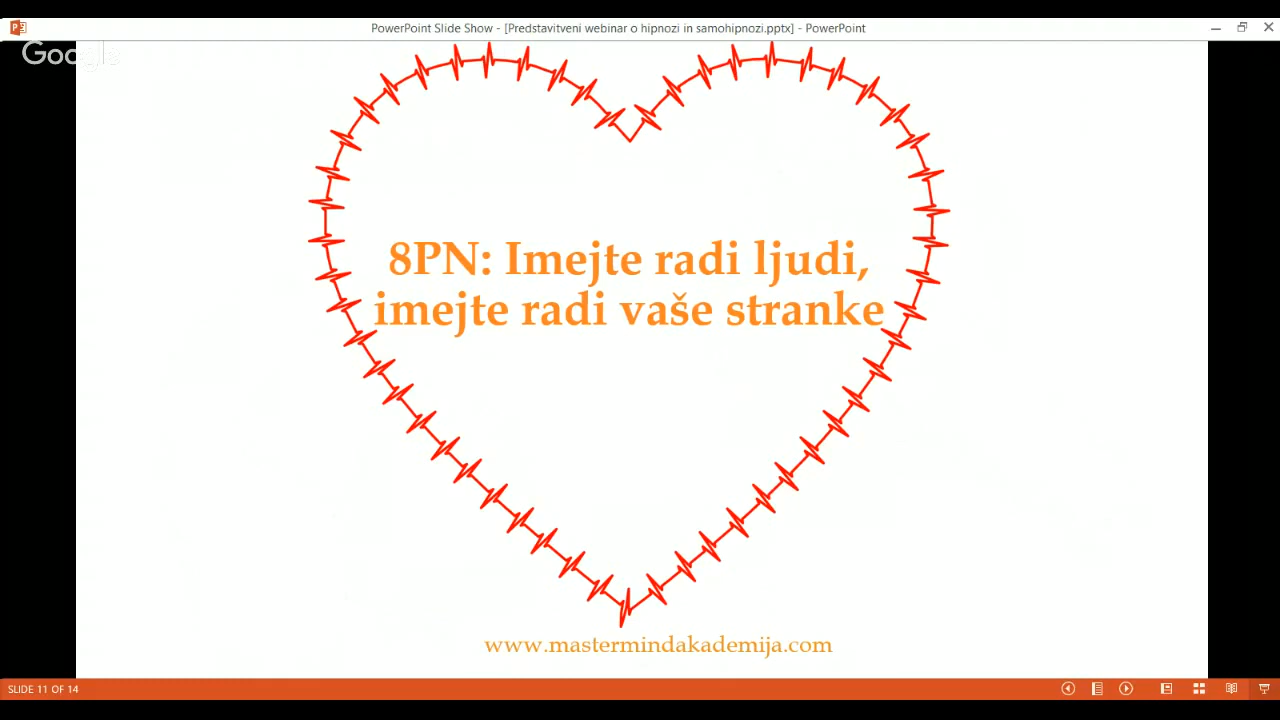 PowerPoint Slide Show - [Predstavitveni webinar o hipnozi in samohipnozi.pptx] - PowerPoint
Google
8PN: Imejte radi ljudi,
imejte radi vaše stranke
www.mastermindakademija.com
SLIDE 11 OF 14